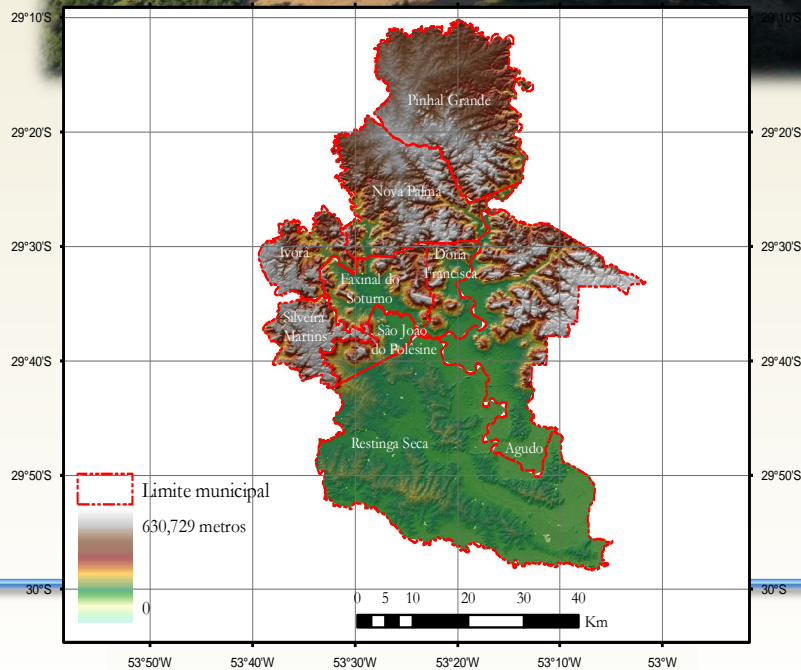 29°10'S
29°10'S
Pinhal Grande
29°20'S
29°20'S
Nova Palma
29°30'S
29°30'S
Ivorá
Dona
Francisca
Faxinal do
Soturno
Silveira
Martins
São João
do Polesine
29°40'S
29°40'S
Restinga Seca
Agudo
29°50'S
29°50'S
Limite municipal
630,729 metros
0
30°S
30°S
0 5 10 20 30 40
Km
53°50'W 53°40'W 53°30'W 53°20'W 53°10'W 53°W